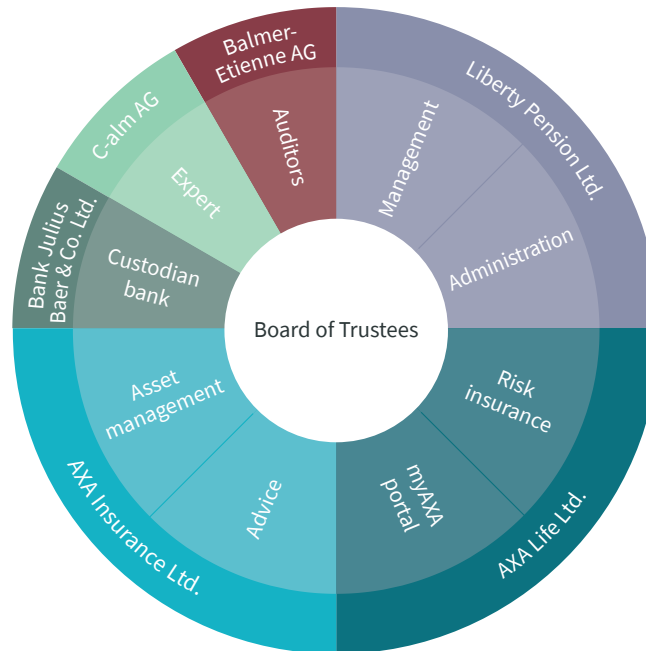 Balmer-
Etienne AG
Liberty Pension Ltd.
C-alm AG
Auditors
Management
Expert
Administration
Bank Julius
Baer & Co. Ltd.
Custodian
bank
Board of Trustees
Asset
management
Risk
insurance
Advice
myAXA
portal
AXA Insurance Ltd.
AXA Life Ltd.